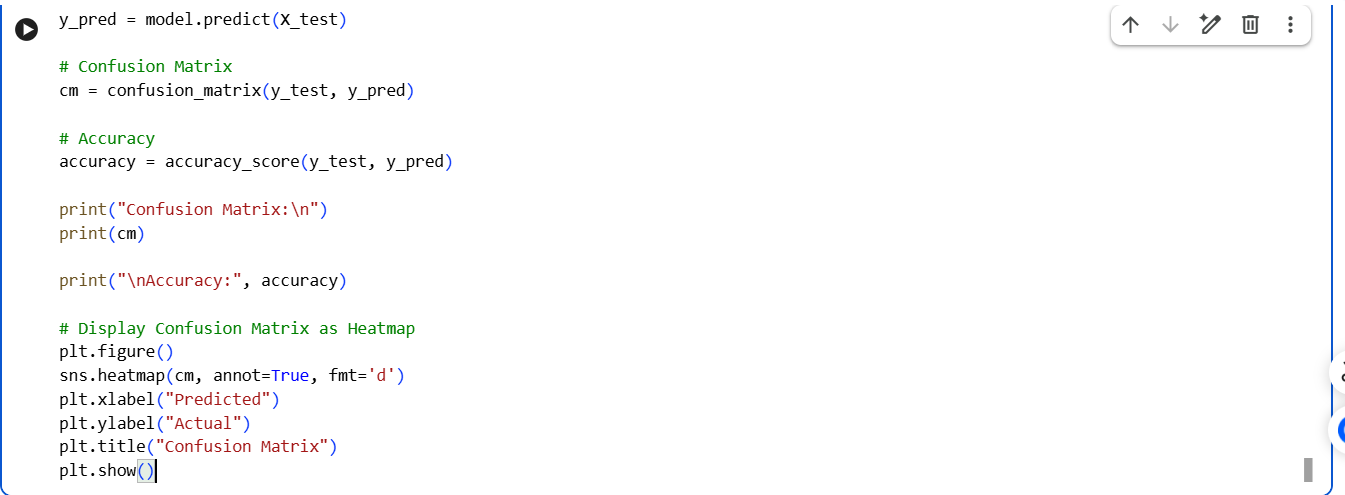 y_pred = model.predict(X_test)
# Confusion Matrix
cm = confusion_matrix(y_test, y_pred)
# Accuracy
accuracy = accuracy_score(y_test, y_pred)
print("Confusion Matrix:\n")
print(cm)
print("\nAccuracy:", accuracy)
# Display Confusion Matrix as Heatmap
plt.figure()
sns.heatmap(cm, annot=True, fmt='d')
plt.xlabel("Predicted")
plt.ylabel("Actual")
plt.title("Confusion Matrix")
plt.show()